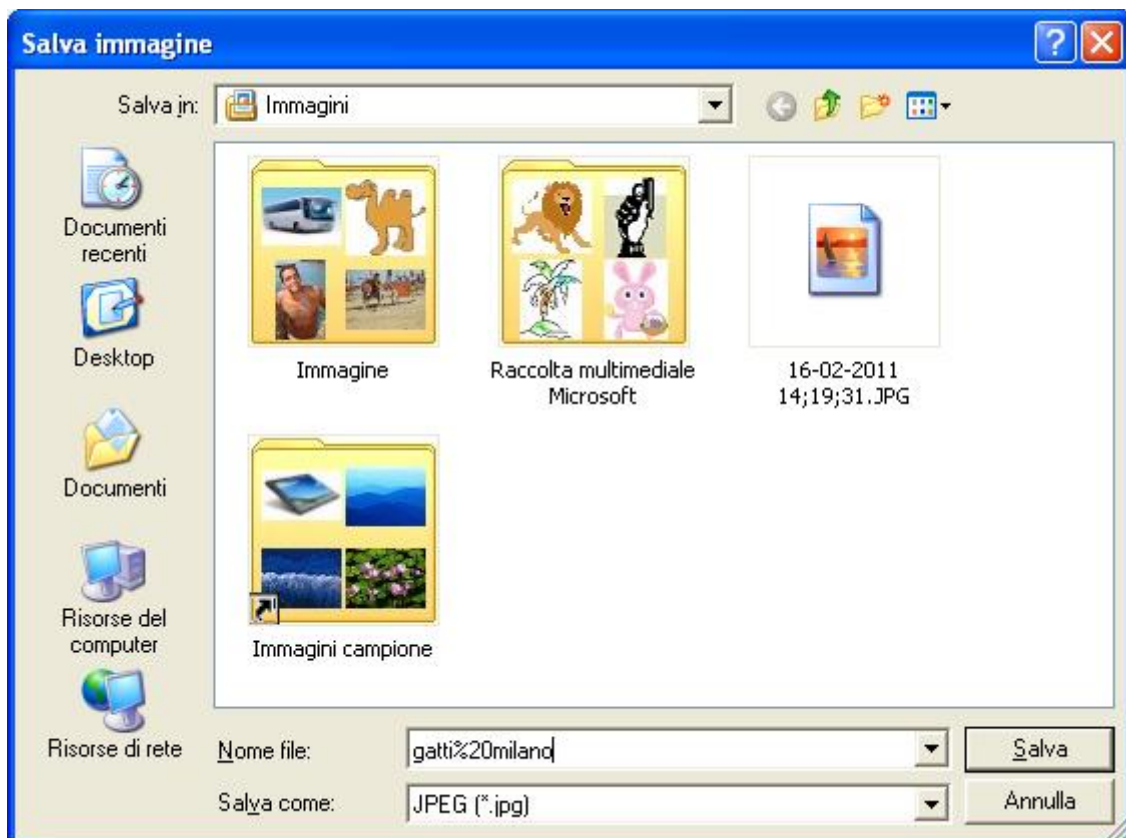 Salva immagine
Salva in:
Immagini
Documenti
recenti
Desktop
Documenti
Risorse del
computer
Risorse di rete
Immagine
Raccolta multimediale
Microsoft
16-02-2011
14;19;31.JPG
Immagini campione
Nome file:
gatti%20milano
Salva
Salva come:
JPEG (*.jpg)
Annulla